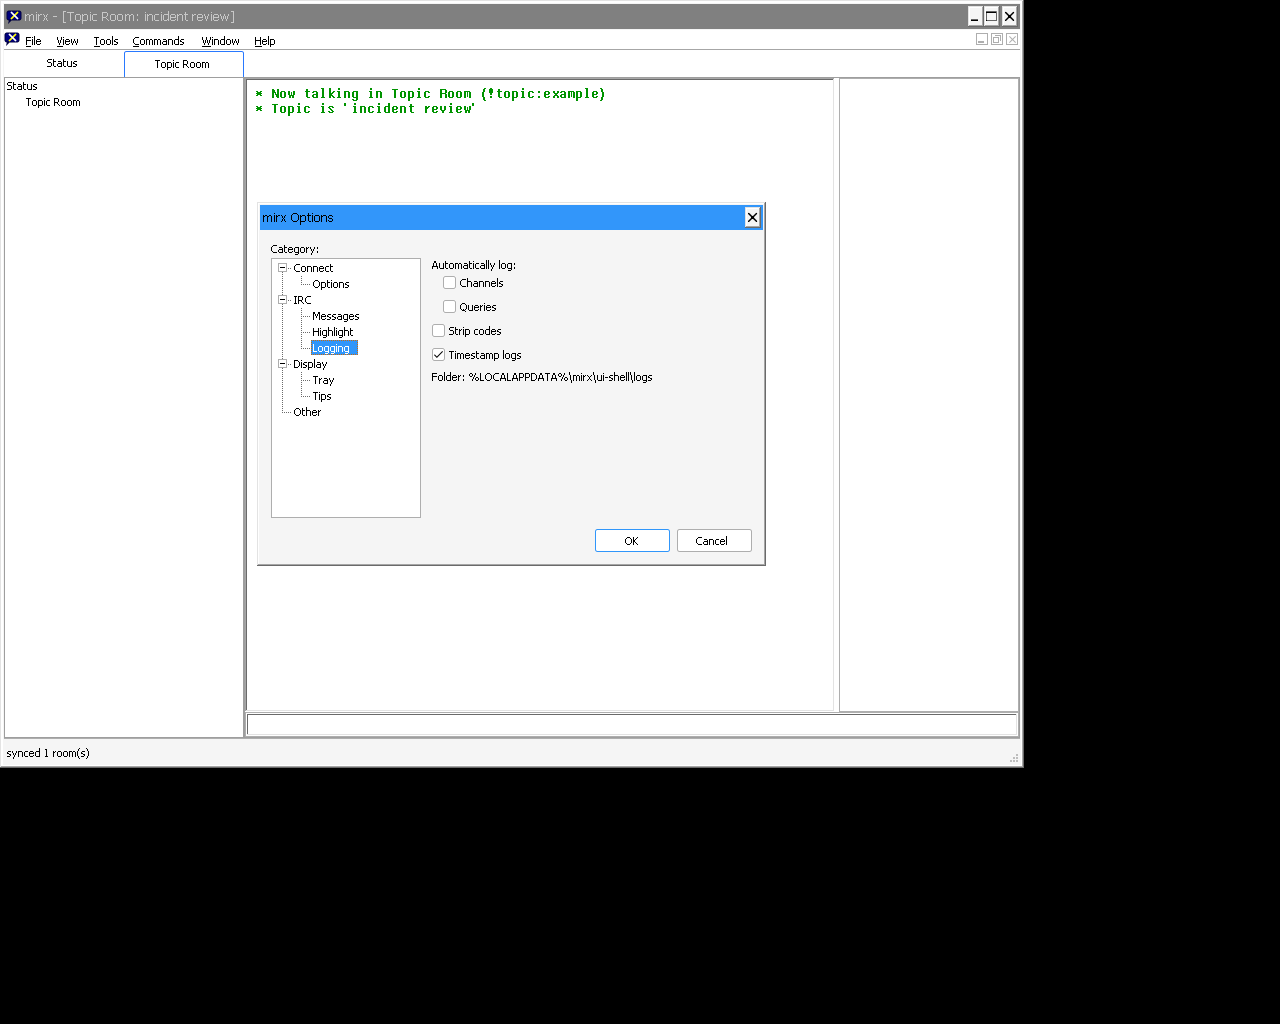 mirx - [Topic Room: incident review]
File View Tools Commands Window Help
Status Topic Room
Status
Topic Room
* Now talking in Topic Room (!topic:example)
* Topic is 'incident review'
mirx Options
Category:
Connect
Options
IRC
Messages
Highlight
Logging
Display
Tray
Tips
Other
Automatically log:
Channels
Queries
Strip codes
Timestamp logs
Folder: %LOCALAPPDATA%\mirx\ui-shell\logs
OK Cancel
synced 1 room(s)